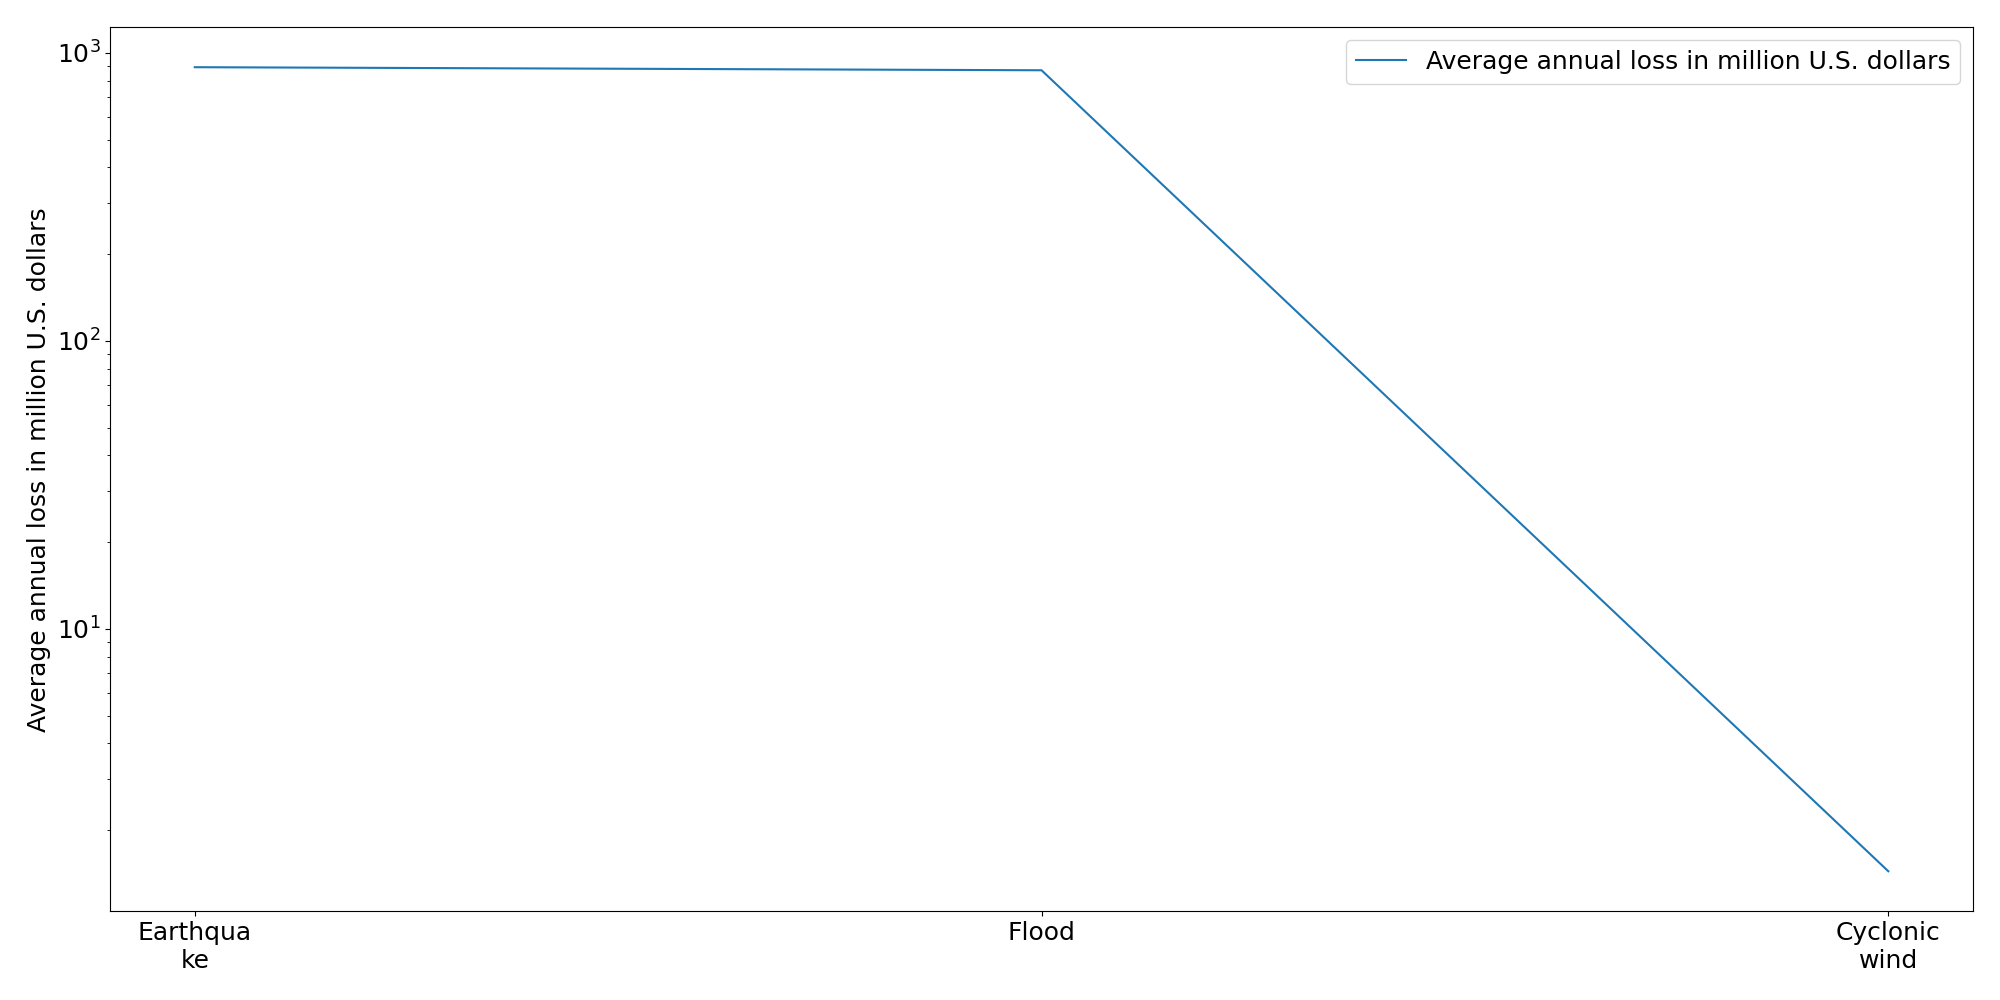 Average annual loss in million U.S. dollars
Average annual loss in million U.S. dollars
10³
10²
10¹
Earthqua
ke
Flood
Cyclonic
wind